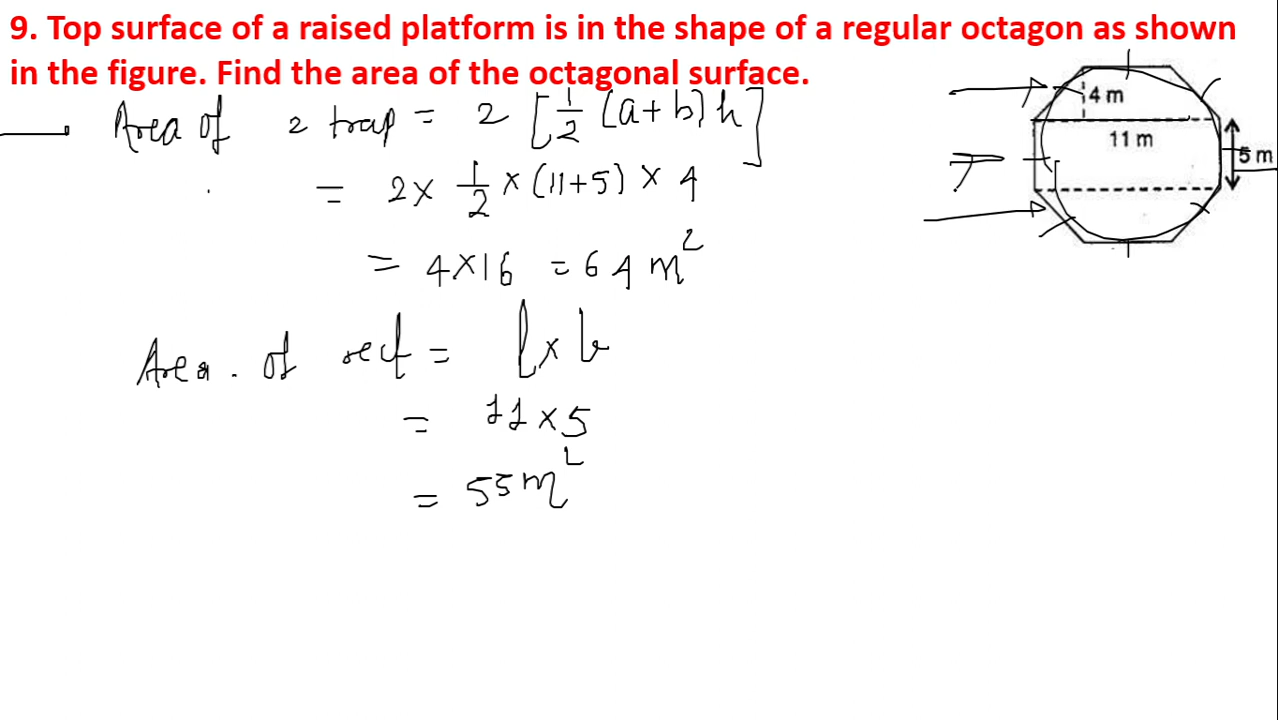 9. Top surface of a raised platform is in the shape of a regular octagon as shown
in the figure. Find the area of the octagonal surface.
4 m
11 m
5 m
Area of 2 trap = 2 [1/2 (a+b) h]
= 2 × 1/2 × (11+5) × 4
= 4×16 = 64 m²
Area. of rect = l × b
= 11 × 5
= 55 m²